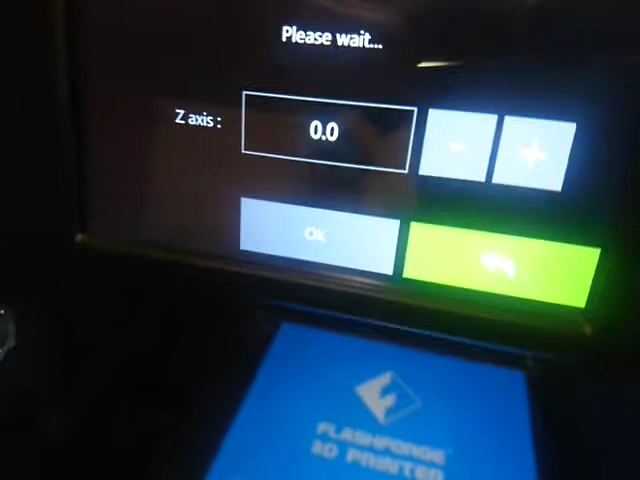 Please wait...
Z axis :
0.0
- +
OK
FLASHFORGE
3D PRINTER